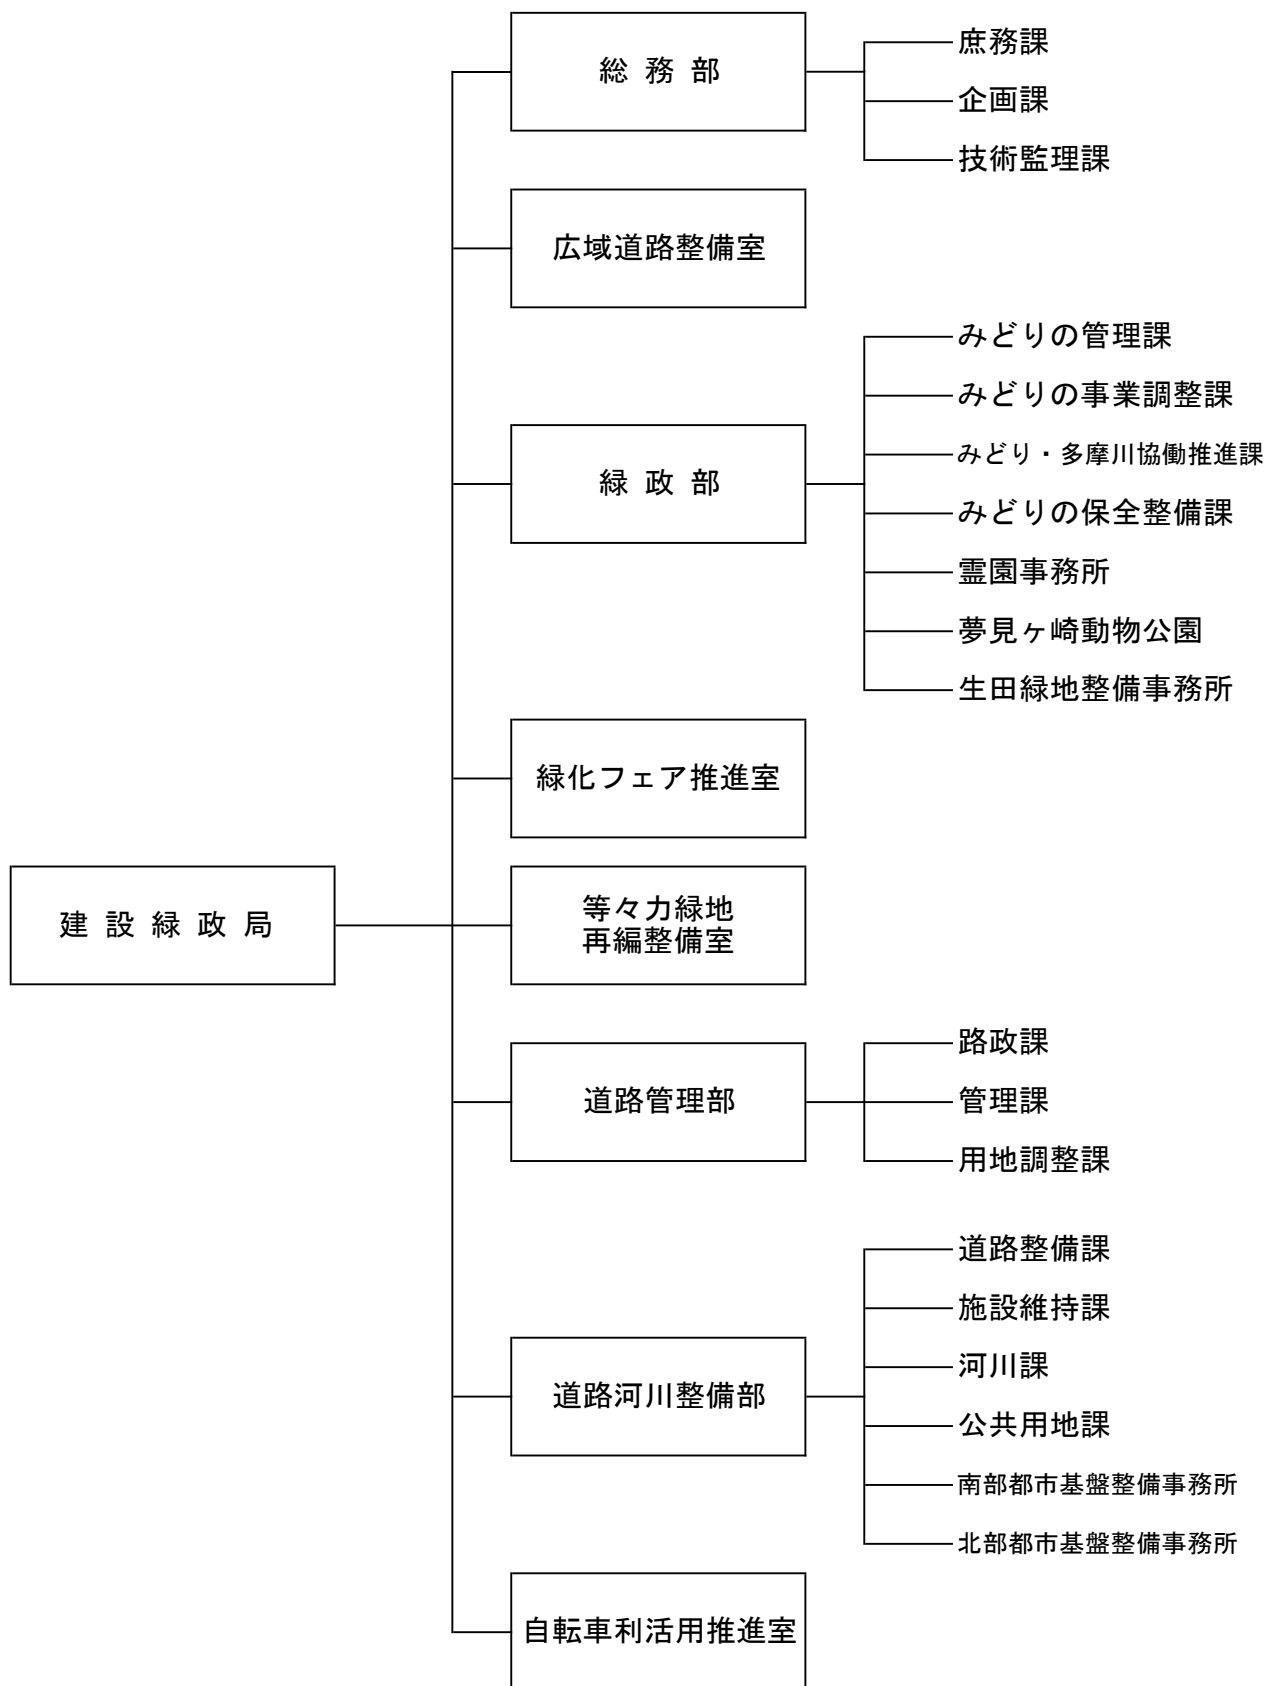 建設緑政局
総務部
庶務課
企画課
技術監理課
広域道路整備室
緑政部
みどりの管理課
みどりの事業調整課
みどり・多摩川協働推進課
みどりの保全整備課
霊園事務所
夢見ヶ崎動物公園
生田緑地整備事務所
緑化フェア推進室
等々力緑地
再編整備室
道路管理部
路政課
管理課
用地調整課
道路河川整備部
道路整備課
施設維持課
河川課
公共用地課
南部都市基盤整備事務所
北部都市基盤整備事務所
自転車利活用推進室